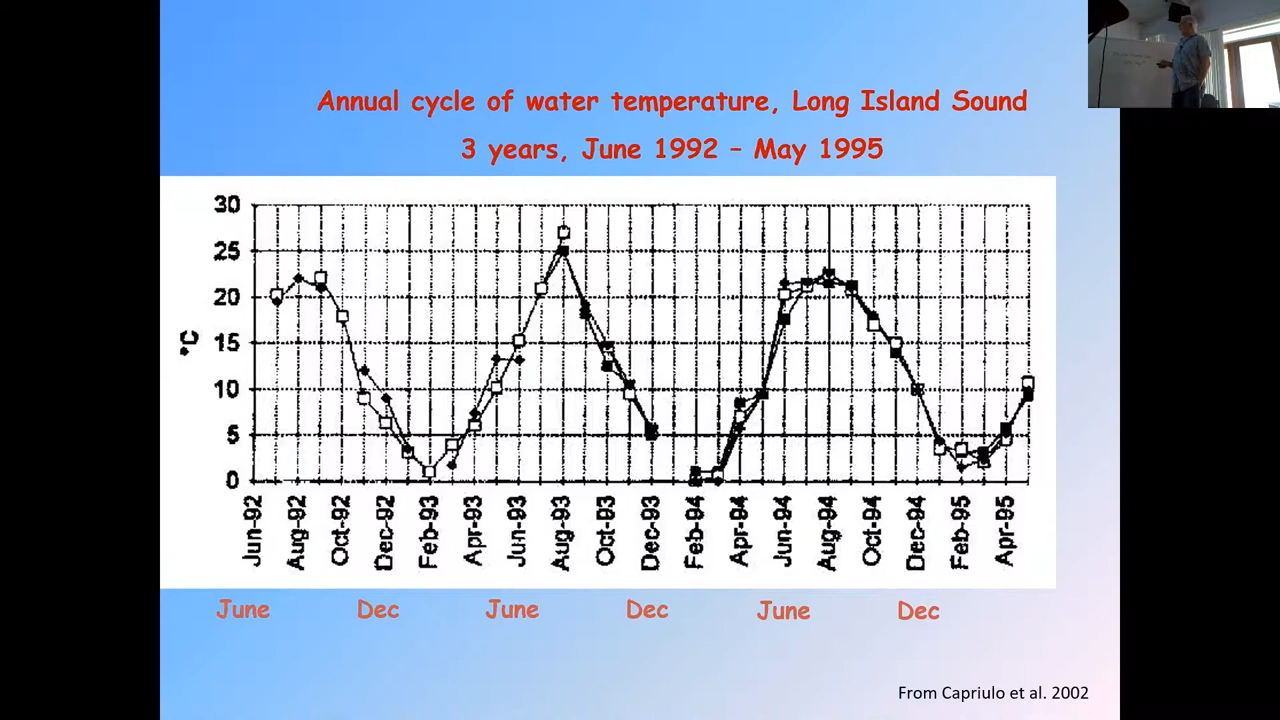 Annual cycle of water temperature, Long Island Sound
3 years, June 1992 – May 1995
30
25
20
15
10
5
0
°C
Jun-92
Aug-92
Oct-92
Dec-92
Feb-93
Apr-93
Jun-93
Aug-93
Oct-93
Dec-93
Feb-94
Apr-94
Jun-94
Aug-94
Oct-94
Dec-94
Feb-95
Apr-95
June Dec June Dec June Dec
From Capriulo et al. 2002